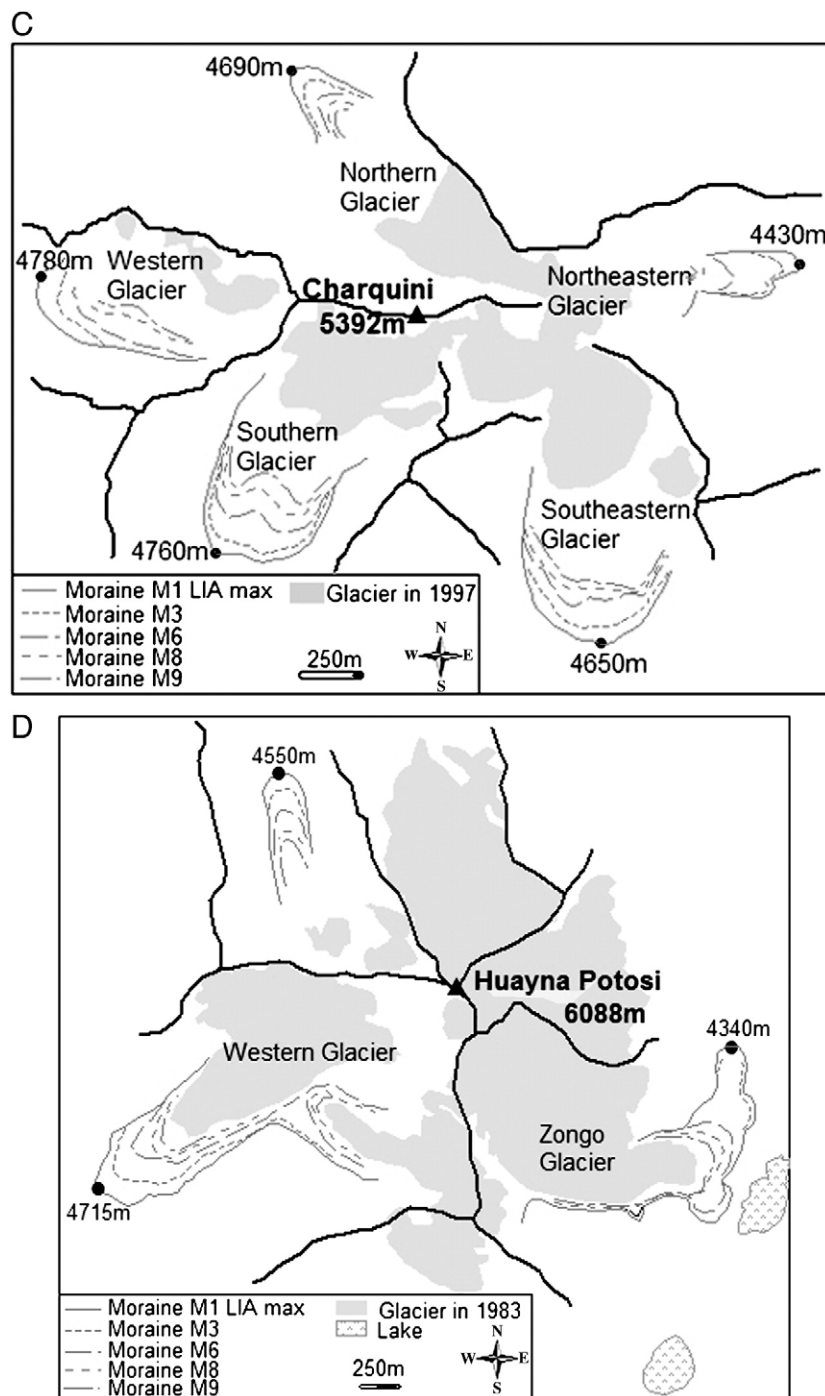 C
4690m
Northern
Glacier
4430m
4780m
Western
Glacier
Northeastern
Glacier
Charquini
5392m
Southern
Glacier
Southeastern
Glacier
4760m
4650m
Moraine M1 LIA max
Moraine M3
Moraine M6
Moraine M8
Moraine M9
Glacier in 1997
250m
N
W E
S
D
4550m
Huayna Potosi
6088m
4340m
Western Glacier
Zongo
Glacier
4715m
Moraine M1 LIA max
Moraine M3
Moraine M6
Moraine M8
Moraine M9
Glacier in 1983
Lake
250m
N
W E
S